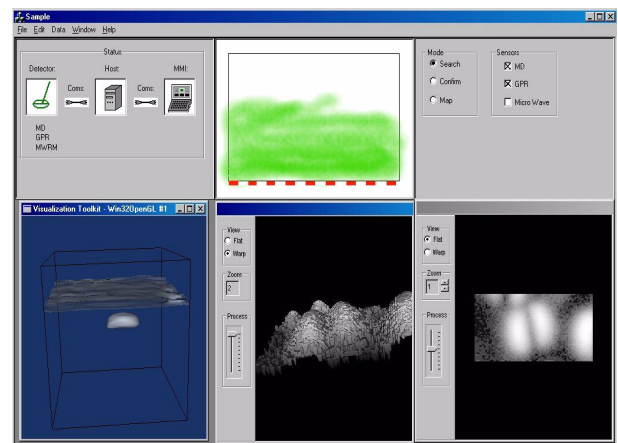 Sample
File Edit Data Window Help
Status
Detector: Host: MMI:
Coms: Coms:
MD
GPR
MWRM
Mode
Search
Confirm
Map
Sensors
MD
GPR
Micro Wave
Visualization Toolkit - Win32OpenGL #1
View
Flat
Warp
Zoom
2
Process
View
Flat
Warp
Zoom
1
Process